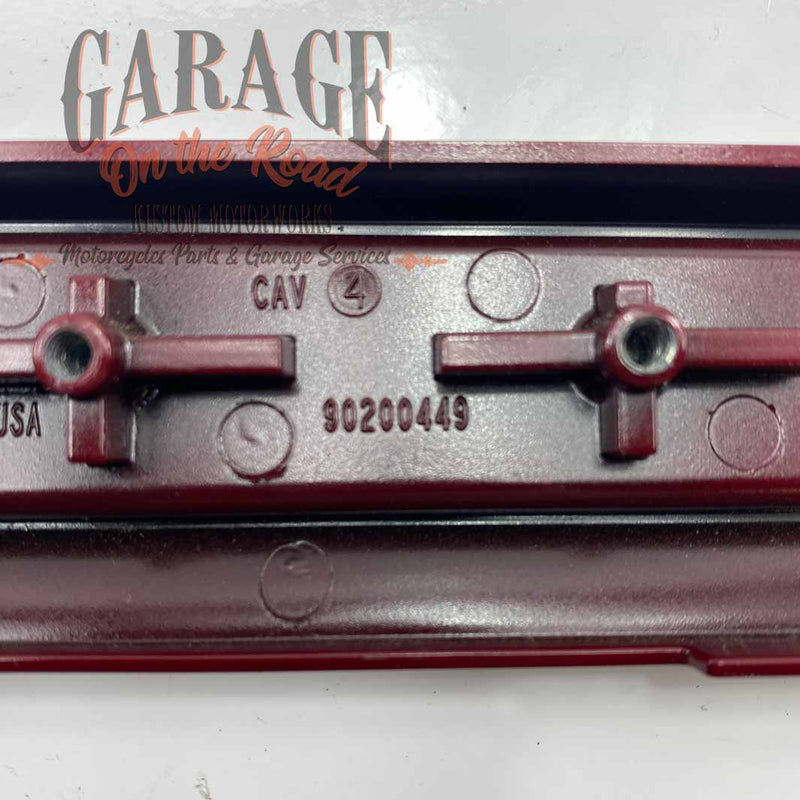 GARAGE
On the Road
KUSTOM MOTORWORKS
Motorcycles Parts & Garage Services
CAV 4
USA
90200449